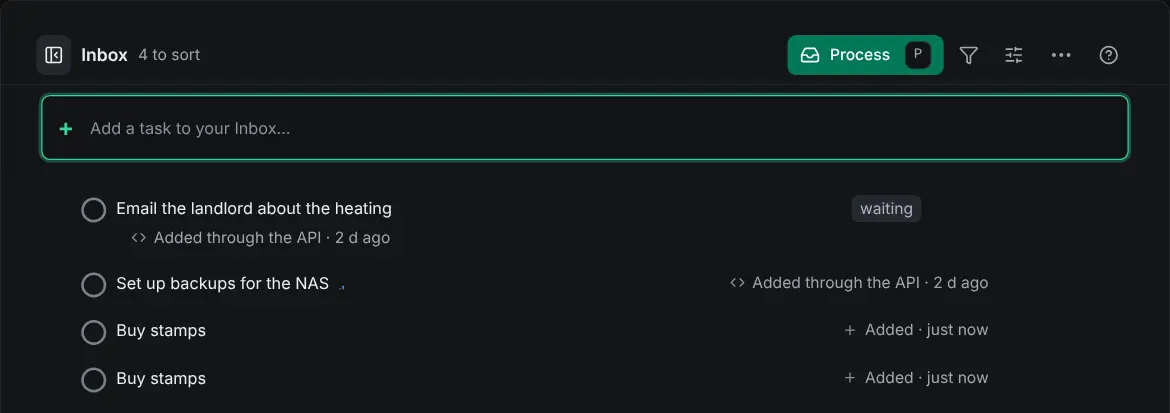 Inbox 4 to sort Process P
Add a task to your Inbox...
Email the landlord about the heating waiting
Added through the API · 2 d ago
Set up backups for the NAS Added through the API · 2 d ago
Buy stamps Added · just now
Buy stamps Added · just now